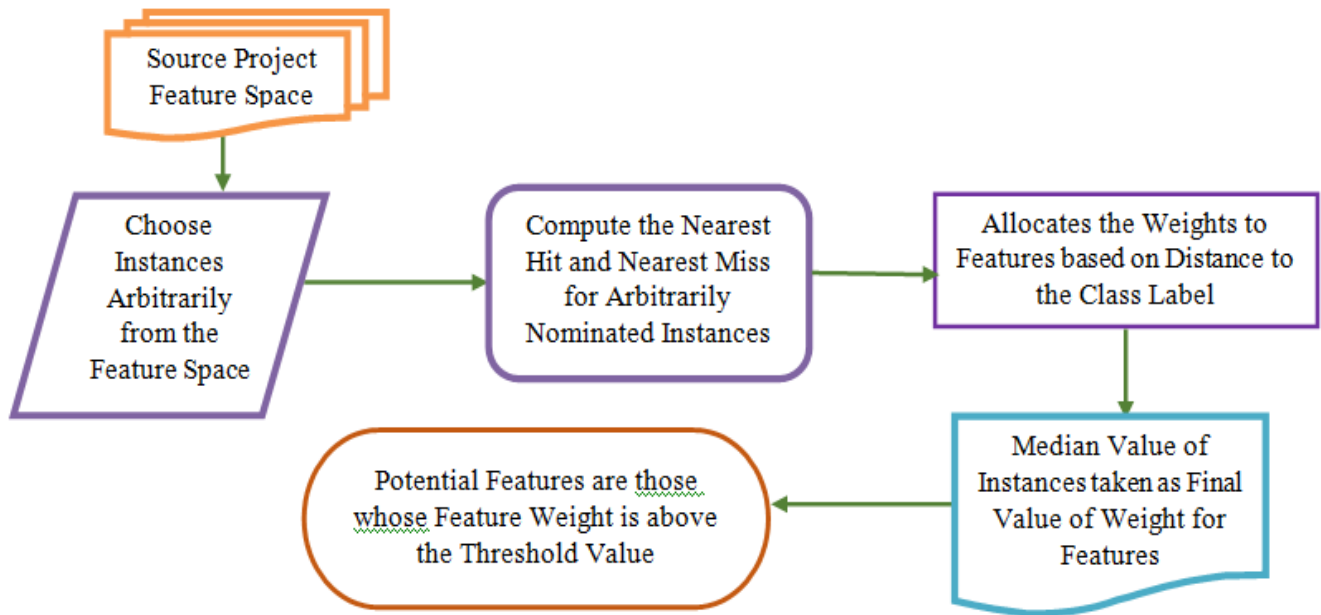 Source Project
Feature Space
Choose
Instances
Arbitrarily
from the
Feature Space
Compute the Nearest
Hit and Nearest Miss
for Arbitrarily
Nominated Instances
Allocates the Weights to
Features based on Distance to
the Class Label
Median Value of
Instances taken as Final
Value of Weight for
Features
Potential Features are those
whose Feature Weight is above
the Threshold Value